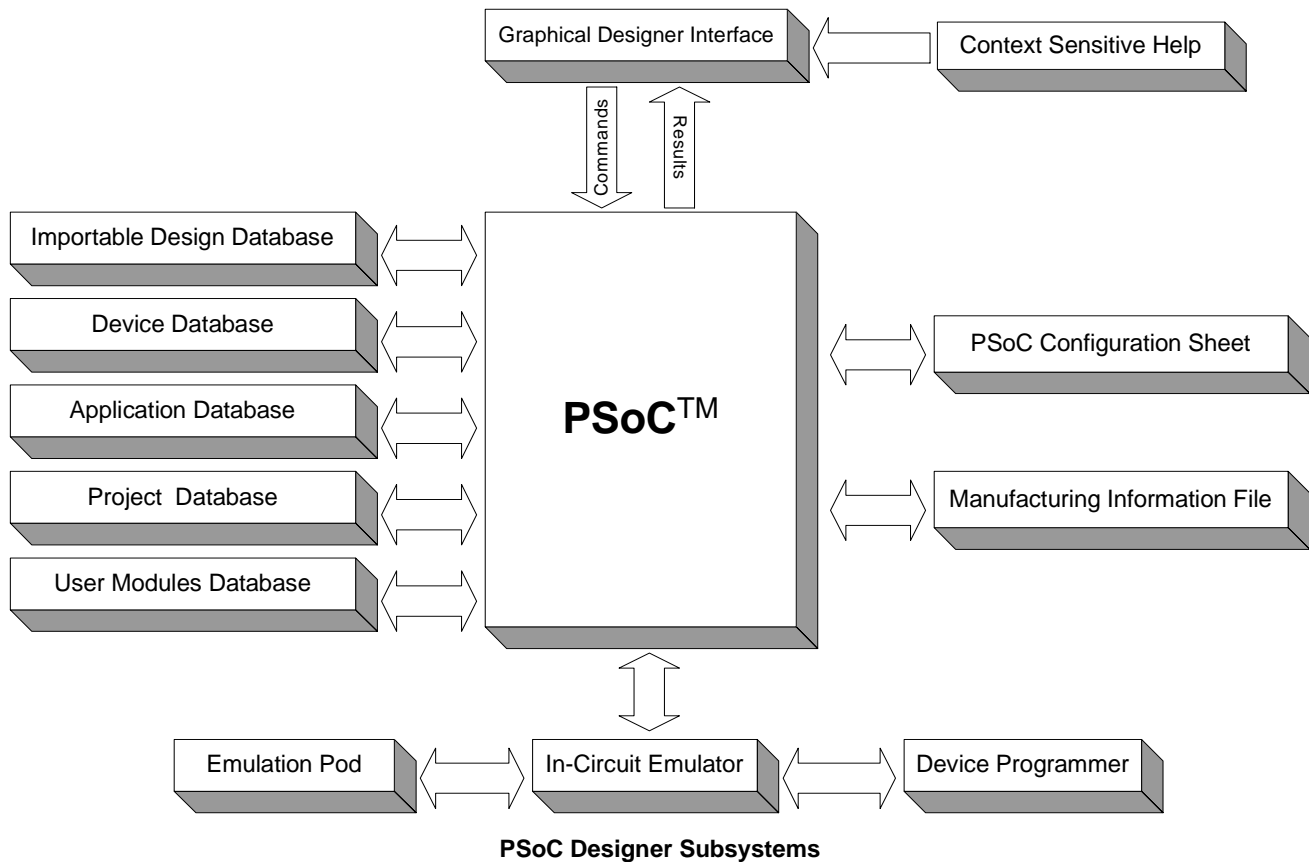 Graphical Designer Interface
Context Sensitive Help
Commands
Results
Importable Design Database
Device Database
Application Database
Project Database
User Modules Database
PSoC™
PSoC Configuration Sheet
Manufacturing Information File
Emulation Pod
In-Circuit Emulator
Device Programmer
PSoC Designer Subsystems